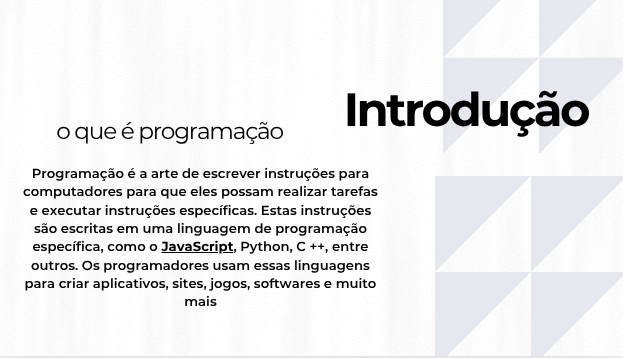 Introdução
o que é programação
Programação é a arte de escrever instruções para
computadores para que eles possam realizar tarefas
e executar instruções específicas. Estas instruções
são escritas em uma linguagem de programação
específica, como o JavaScript, Python, C ++, entre
outros. Os programadores usam essas linguagens
para criar aplicativos, sites, jogos, softwares e muito
mais